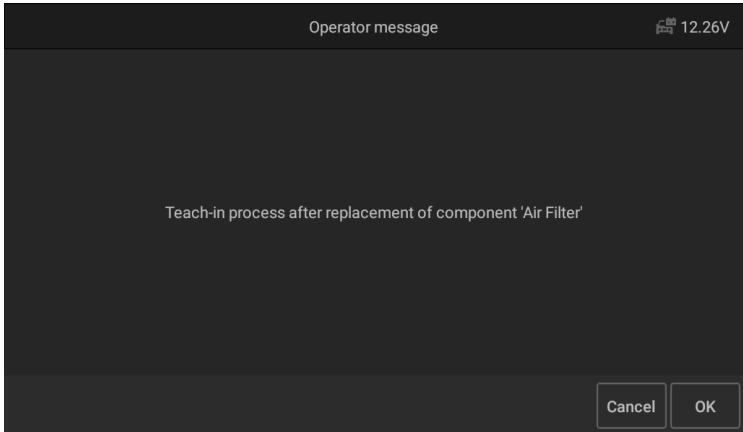 Operator message
12.26V
Teach-in process after replacement of component 'Air Filter'
Cancel
OK